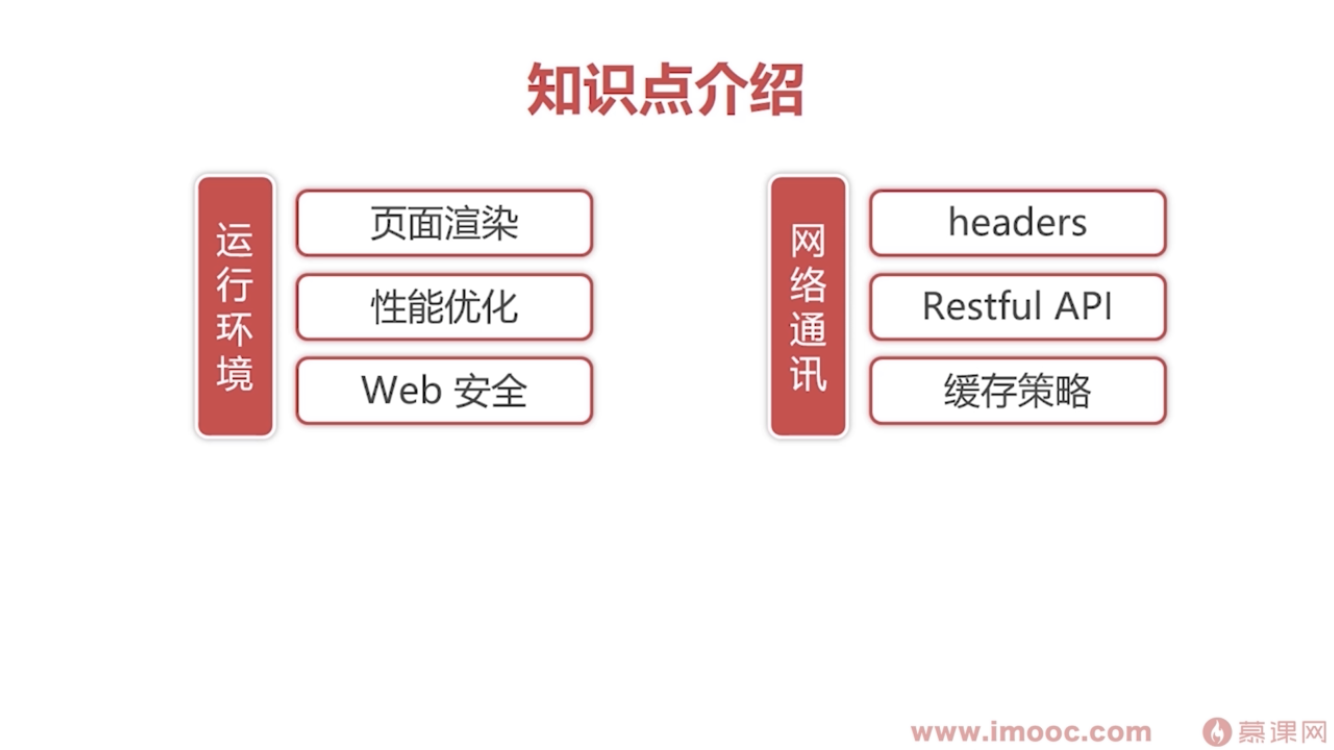 知识点介绍
运行环境
页面渲染
性能优化
Web 安全
网络通讯
headers
Restful API
缓存策略
www.imooc.com
慕课网